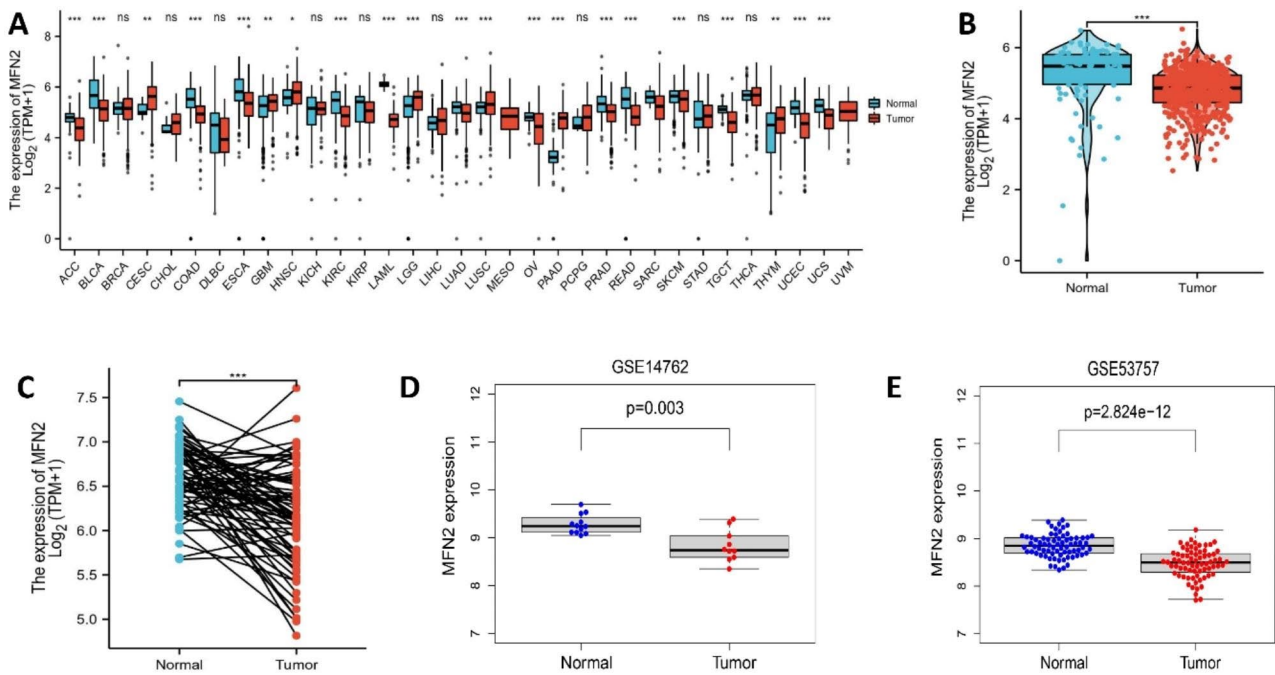 A
*** *** ns ** ns *** ns *** ** * ns *** ns *** *** ns *** *** ** *** ns *** *** *** ns *** ns ** *** ***
The expression of MFN2
Log2 (TPM+1)
8
6
4
2
0
ACC BLCA BRCA CESC CHOL COAD DLBC ESCA GBM HNSC KICH KIRC KIRP LAML LGG LIHC LUAD LUSC MESO OV PAAD PCPG PRAD READ SARC SKCM STAD TGCT THCA THYM UCEC UCS UVM
Normal
Tumor
B
***
The expression of MFN2
Log2 (TPM+1)
6
4
2
0
Normal Tumor
C
***
The expression of MFN2
Log2 (TPM+1)
7.5
7.0
6.5
6.0
5.5
5.0
Normal Tumor
D
GSE14762
p=0.003
MFN2 expression
12
11
10
9
8
7
Normal Tumor
E
GSE53757
p=2.824e−12
MFN2 expression
12
11
10
9
8
7
Normal Tumor